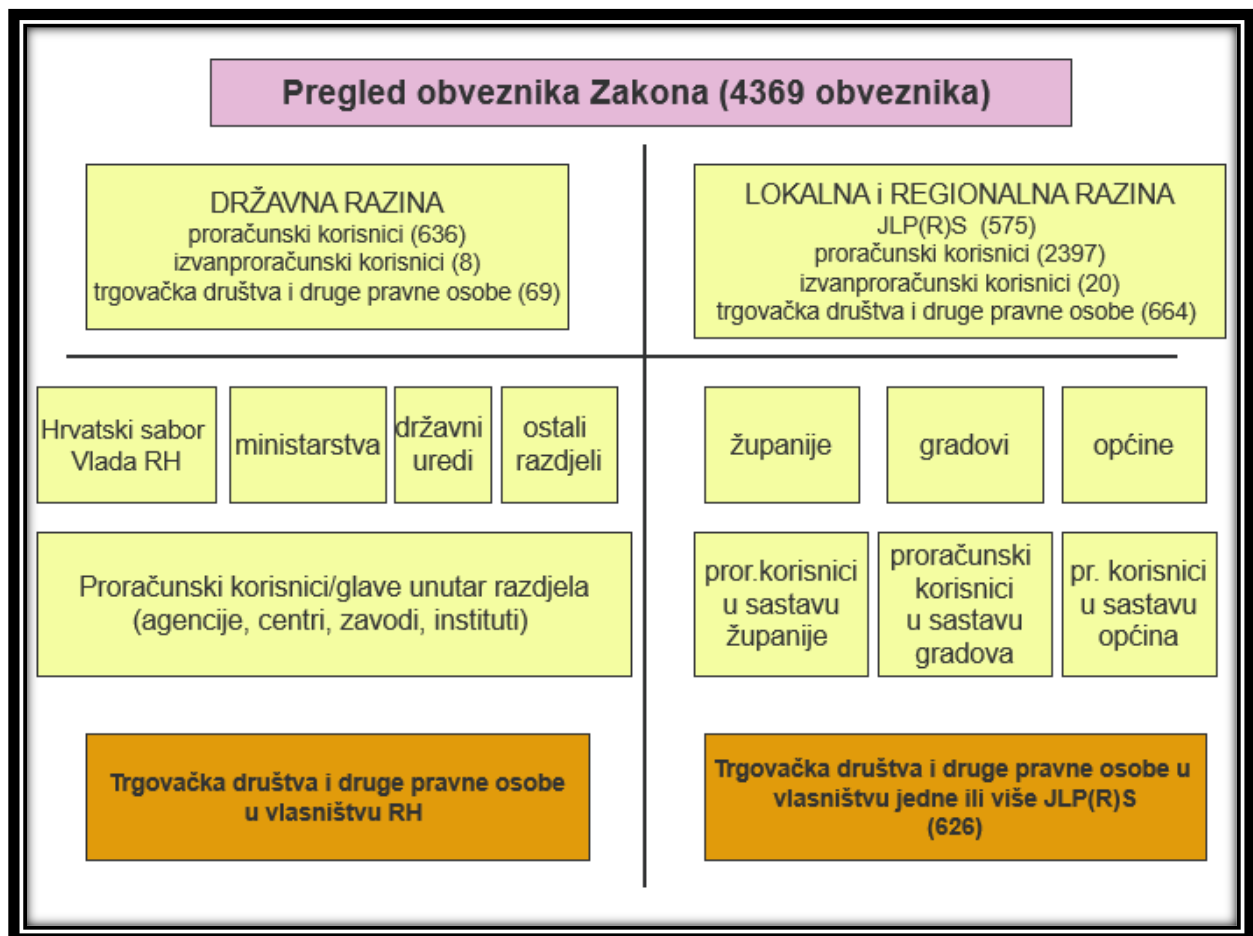 Pregled obveznika Zakona (4369 obveznika)
DRŽAVNA RAZINA
proračunski korisnici (636)
izvanproračunski korisnici (8)
trgovačka društva i druge pravne osobe (69)
LOKALNA i REGIONALNA RAZINA
JLP(R)S (575)
proračunski korisnici (2397)
izvanproračunski korisnici (20)
trgovačka društva i druge pravne osobe (664)
Hrvatski sabor
Vlada RH
ministarstva
državni
uredi
ostali
razdjeli
županije
gradovi
općine
Proračunski korisnici/glave unutar razdjela
(agencije, centri, zavodi, instituti)
pror.korisnici
u sastavu
županije
proračunski
korisnici
u sastavu
gradova
pr. korisnici
u sastavu
općina
Trgovačka društva i druge pravne osobe
u vlasništvu RH
Trgovačka društva i druge pravne osobe u
vlasništvu jedne ili više JLP(R)S
(626)